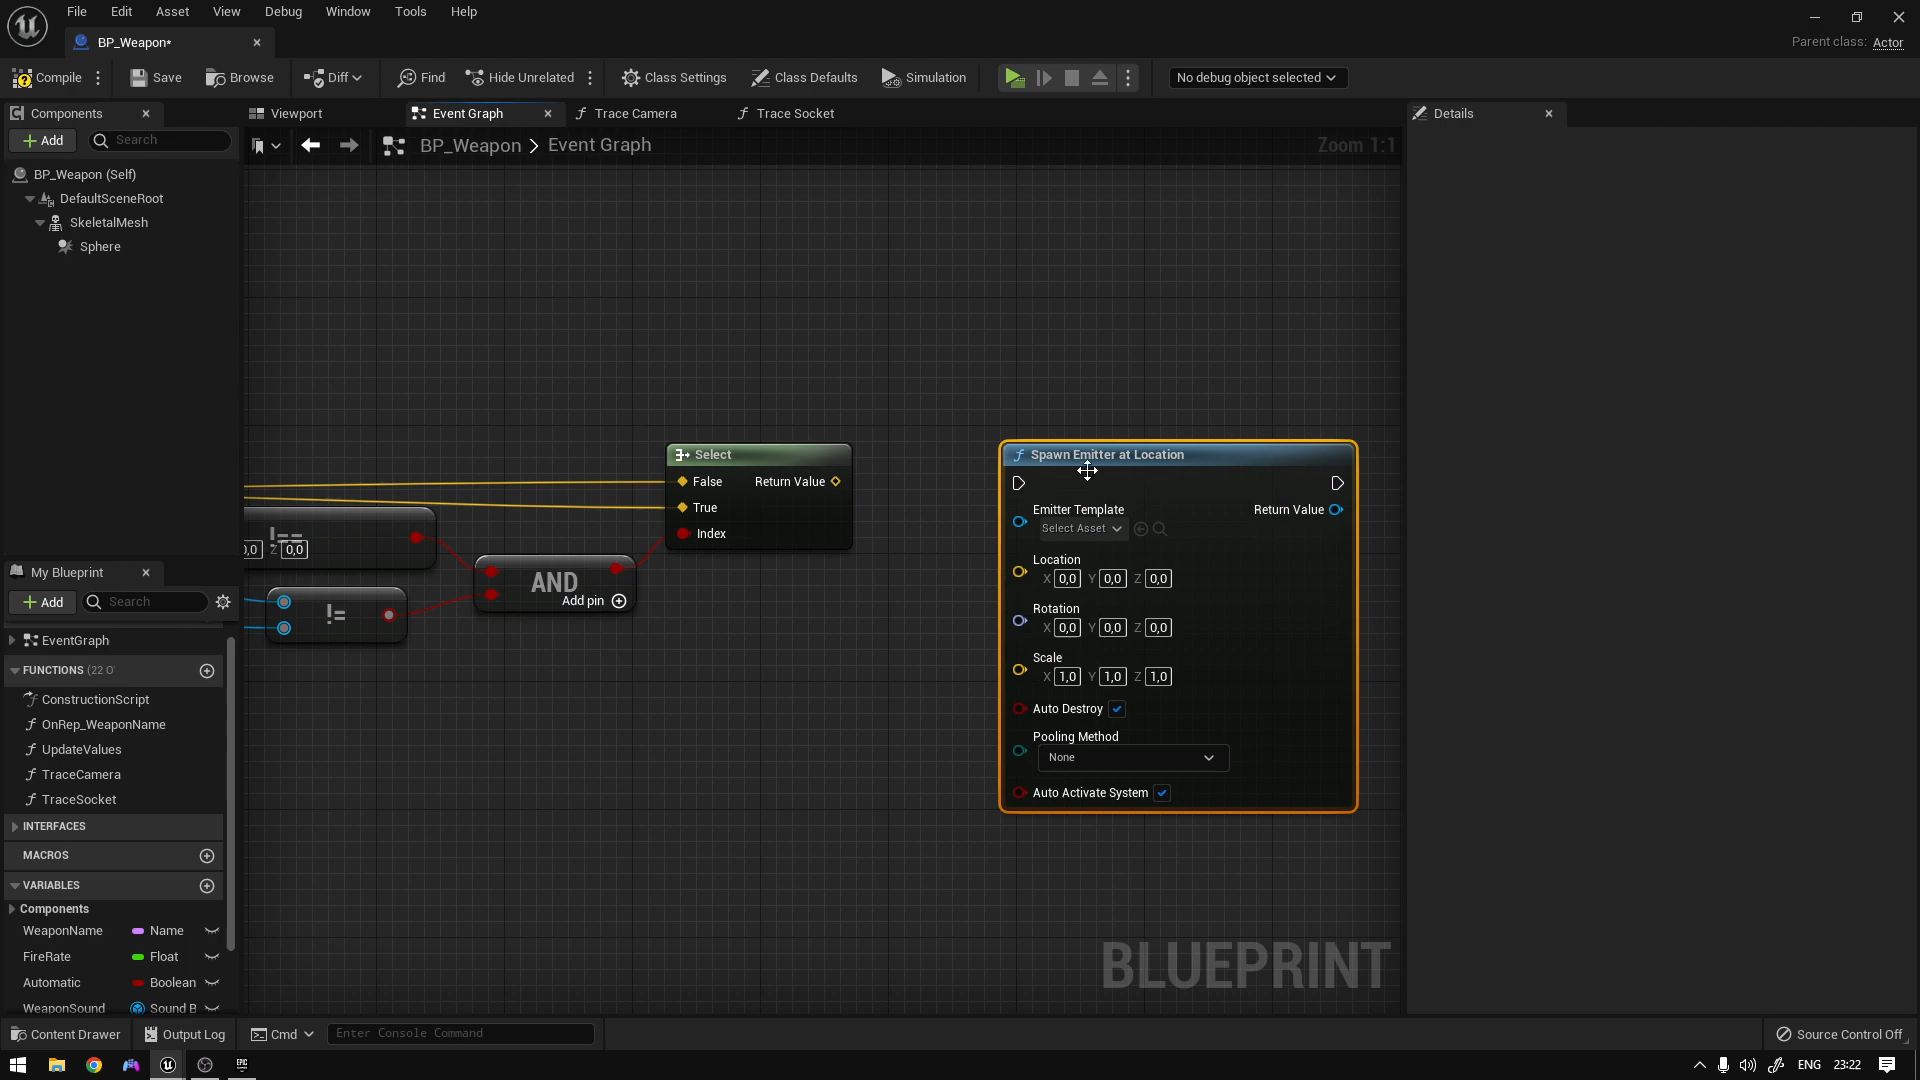 File Edit Asset View Debug Window Tools Help
BP_Weapon*
Parent class: Actor
Compile Save Browse Diff Find Hide Unrelated Class Settings Class Defaults Simulation No debug object selected
Components
Viewport Event Graph Trace Camera Trace Socket
Details
Add Search
BP_Weapon > Event Graph
Zoom 1:1
BP_Weapon (Self)
DefaultSceneRoot
SkeletalMesh
Sphere
Select
False Return Value
True
Index
0,0 Z 0,0
!=
AND
Add pin
Spawn Emitter at Location
Emitter Template
Select Asset
Return Value
Location
X 0,0 Y 0,0 Z 0,0
Rotation
X 0,0 Y 0,0 Z 0,0
Scale
X 1,0 Y 1,0 Z 1,0
Auto Destroy
Pooling Method
None
Auto Activate System
My Blueprint
Add Search
EventGraph
FUNCTIONS (22 O
ConstructionScript
OnRep_WeaponName
UpdateValues
TraceCamera
TraceSocket
INTERFACES
MACROS
VARIABLES
Components
WeaponName Name
FireRate Float
Automatic Boolean
WeaponSound Sound B
BLUEPRINT
Content Drawer Output Log Cmd Enter Console Command
Source Control Off
EPIC
ENG 23:22